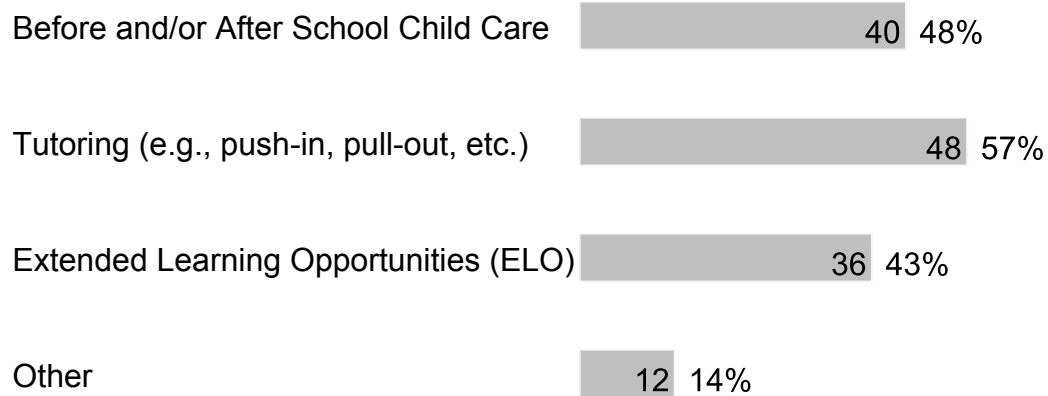 Before and/or After School Child Care 40 48%
Tutoring (e.g., push-in, pull-out, etc.) 48 57%
Extended Learning Opportunities (ELO) 36 43%
Other 12 14%